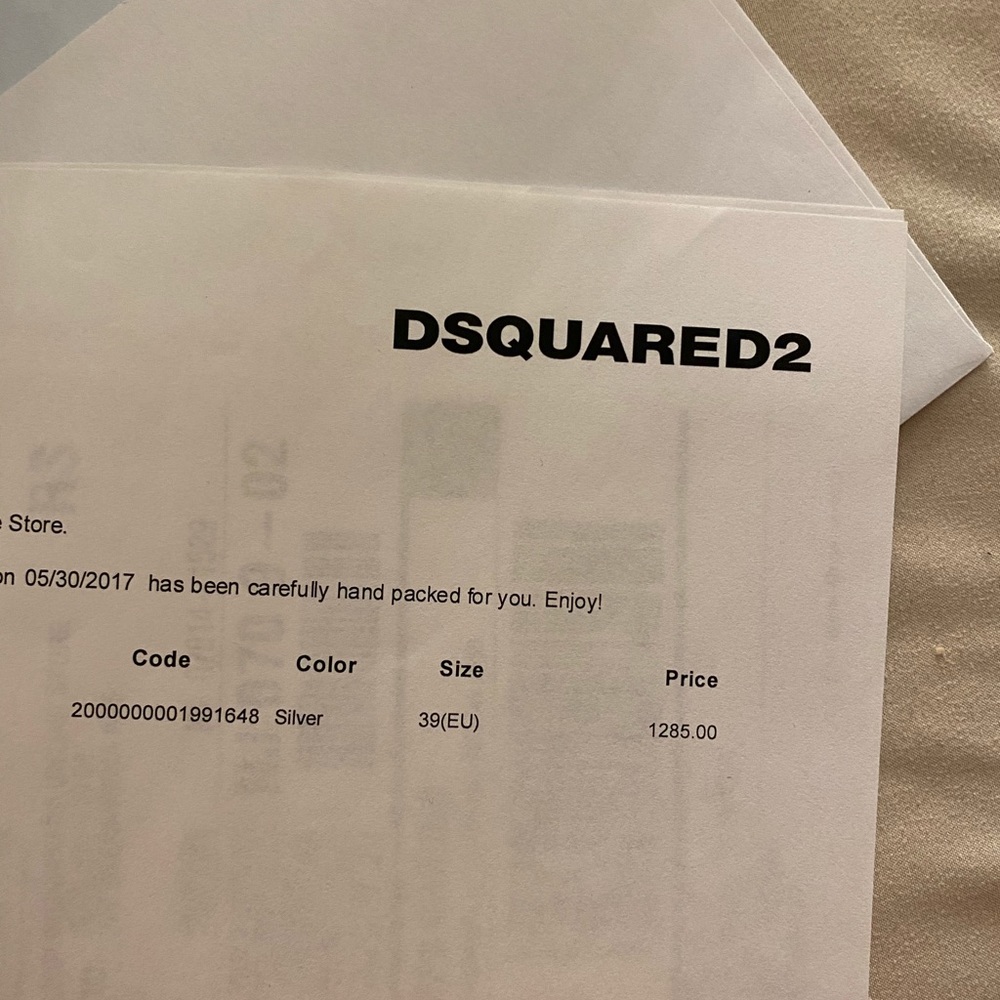 DSQUARED2
e Store.
on 05/30/2017 has been carefully hand packed for you. Enjoy!
Code Color Size Price
2000000001991648 Silver 39(EU) 1285.00